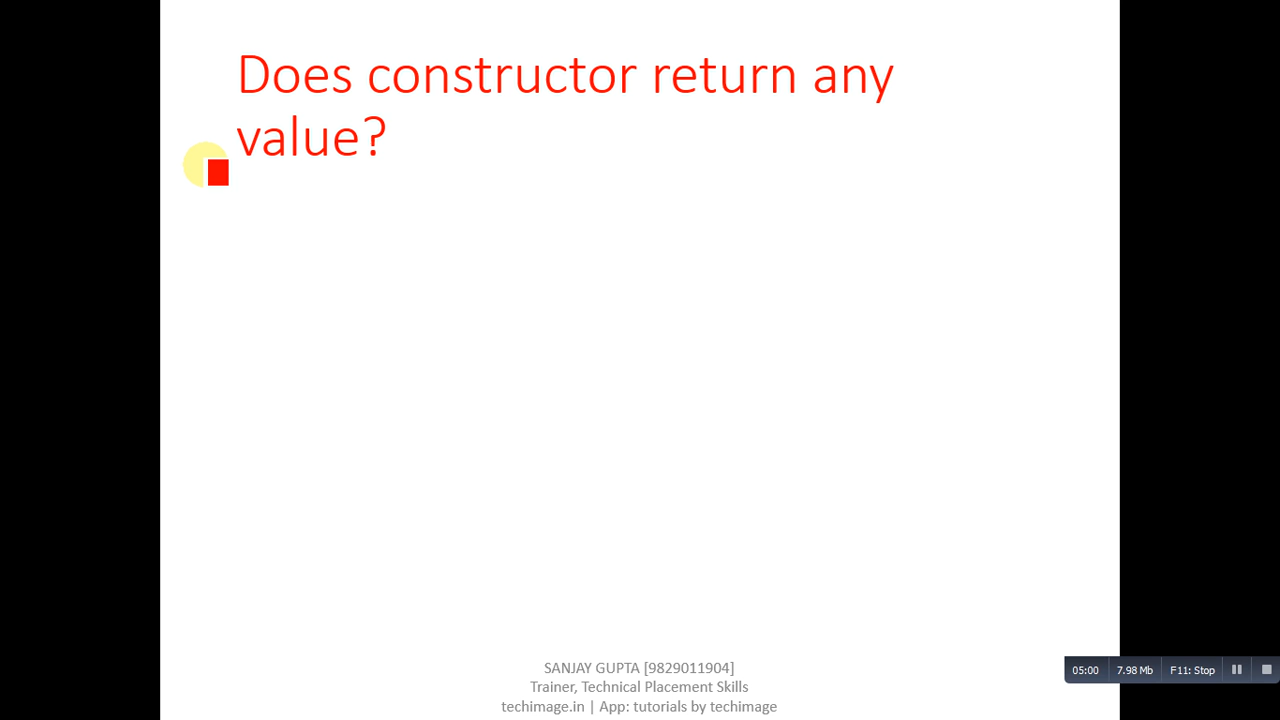 Does constructor return any
value?
SANJAY GUPTA [9829011904]
Trainer, Technical Placement Skills
techimage.in | App: tutorials by techimage
05:00 7.98 Mb F11: Stop